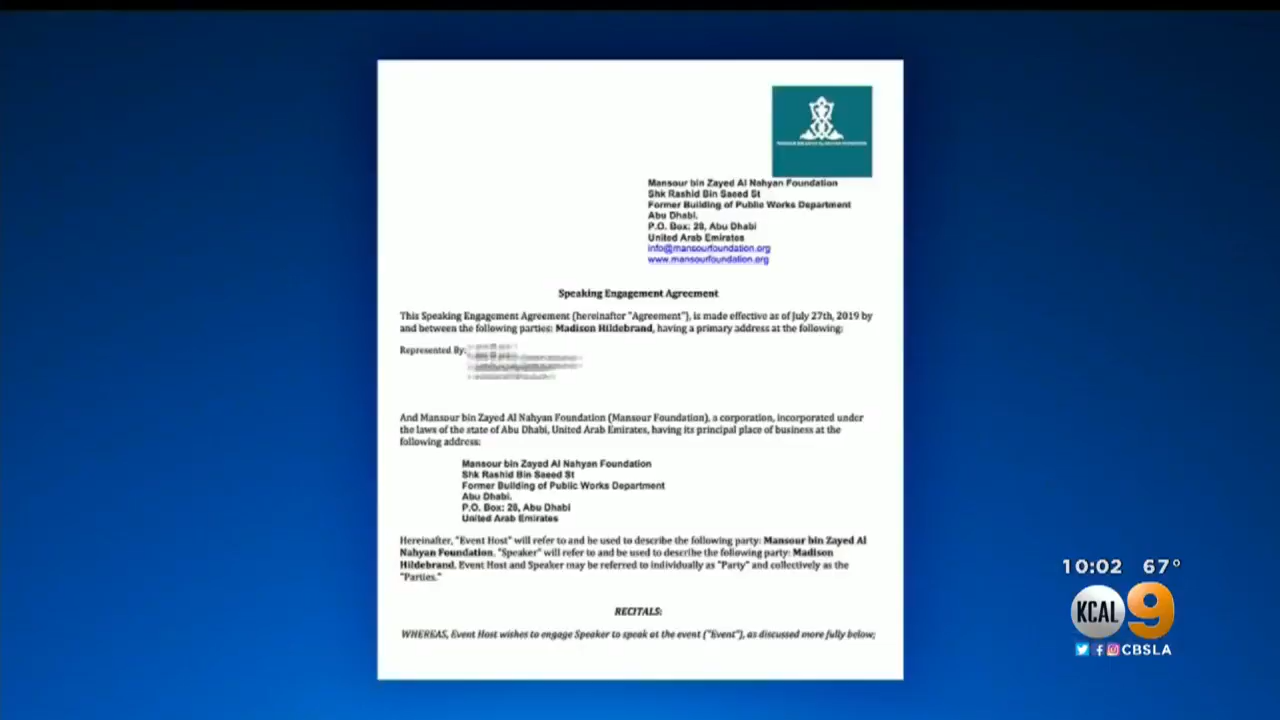 Mansour bin Zayed Al Nahyan Foundation
Shk Rashid Bin Saeed St
Former Building of Public Works Department
Abu Dhabi.
P.O. Box: 28, Abu Dhabi
United Arab Emirates
info@mansourfoundation.org
www.mansourfoundation.org
Speaking Engagement Agreement
This Speaking Engagement Agreement (hereinafter "Agreement"), is made effective as of July 27th, 2019 by
and between the following parties: Madison Hildebrand, having a primary address at the following:
Represented By:
And Mansour bin Zayed Al Nahyan Foundation (Mansour Foundation), a corporation, incorporated under
the laws of the state of Abu Dhabi, United Arab Emirates, having its principal place of business at the
following address:
Mansour bin Zayed Al Nahyan Foundation
Shk Rashid Bin Saeed St
Former Building of Public Works Department
Abu Dhabi.
P.O. Box: 28, Abu Dhabi
United Arab Emirates
Hereinafter, "Event Host" will refer to and be used to describe the following party: Mansour bin Zayed Al
Nahyan Foundation. "Speaker" will refer to and be used to describe the following party: Madison
Hildebrand. Event Host and Speaker may be referred to individually as "Party" and collectively as the
"Parties."
RECITALS:
WHEREAS, Event Host wishes to engage Speaker to speak at the event ("Event"), as discussed more fully below;
10:02 67°
KCAL 9
CBSLA